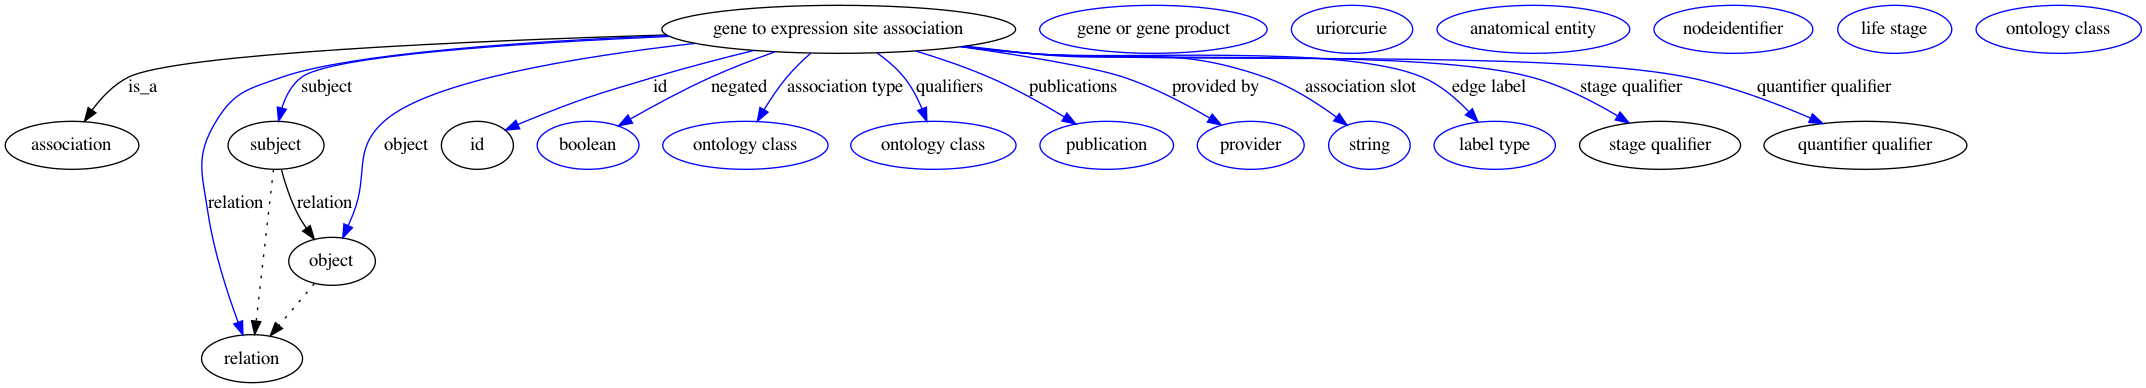 gene to expression site association
gene or gene product
uriorcurie
anatomical entity
nodeidentifier
life stage
ontology class
is_a
subject
id
negated
association type
qualifiers
publications
provided by
association slot
edge label
stage qualifier
quantifier qualifier
association
subject
object
id
boolean
ontology class
ontology class
publication
provider
string
label type
stage qualifier
quantifier qualifier
relation
relation
object
relation